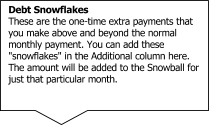 Debt Snowflakes
These are the one-time extra payments that
you make above and beyond the normal
monthly payment. You can add these
"snowflakes" in the Additional column here.
The amount will be added to the Snowball for
just that particular month.